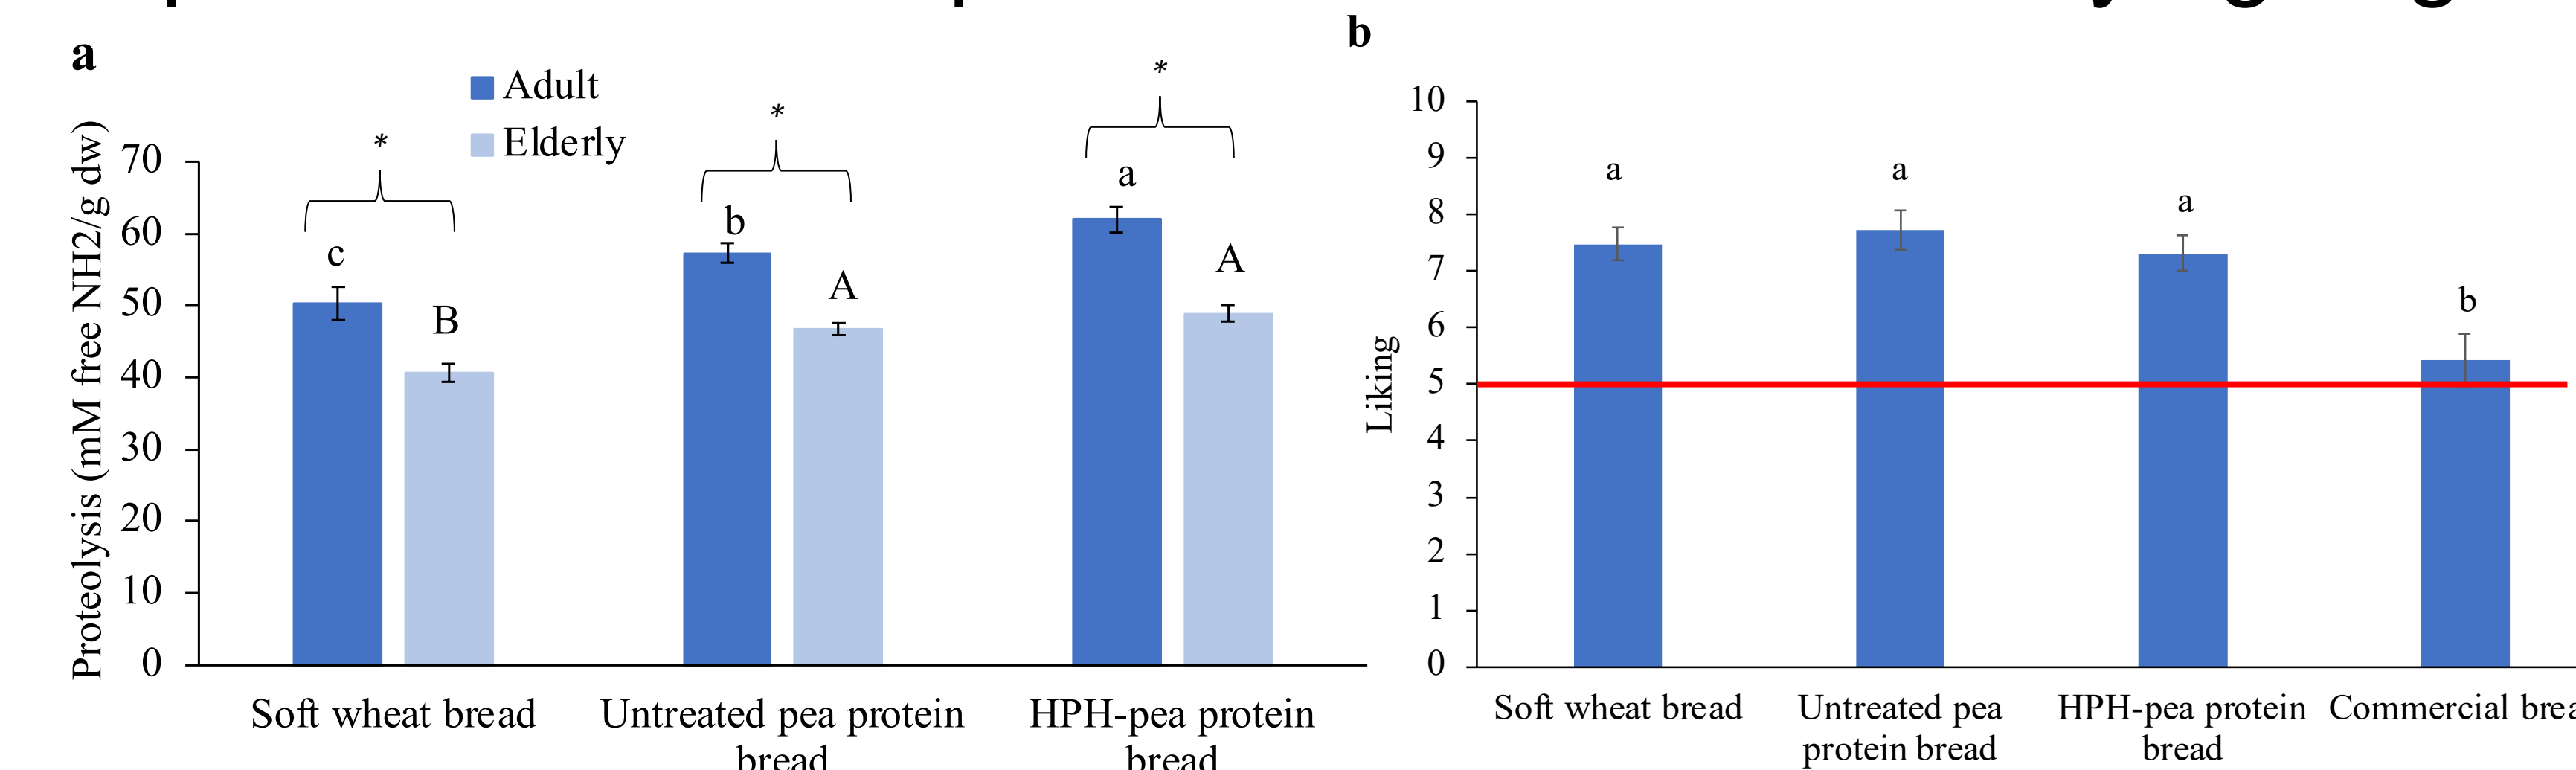 a
Adult
Elderly
Proteolysis (mM free NH2/g dw)
70
60
50
40
30
20
10
0
*
*
*
c
B
b
A
a
A
Soft wheat bread
Untreated pea protein
bread
HPH-pea protein
bread
b
Liking
10
9
8
7
6
5
4
3
2
1
0
a
a
a
b
Soft wheat bread
Untreated pea
protein bread
HPH-pea protein
bread
Commercial